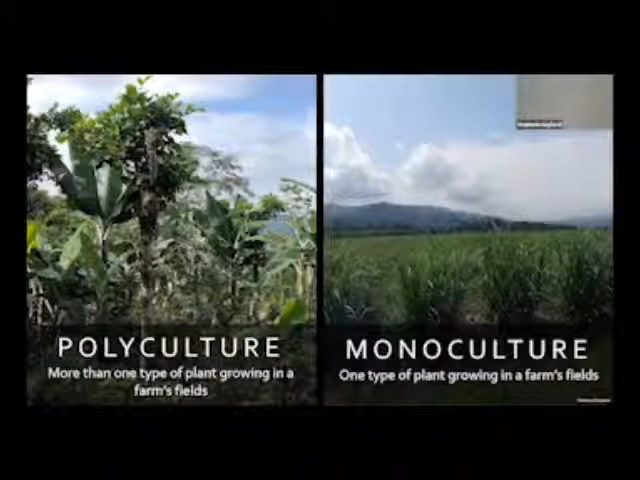 POLYCULTURE
More than one type of plant growing in a
farm's fields
MONOCULTURE
One type of plant growing in a farm's fields